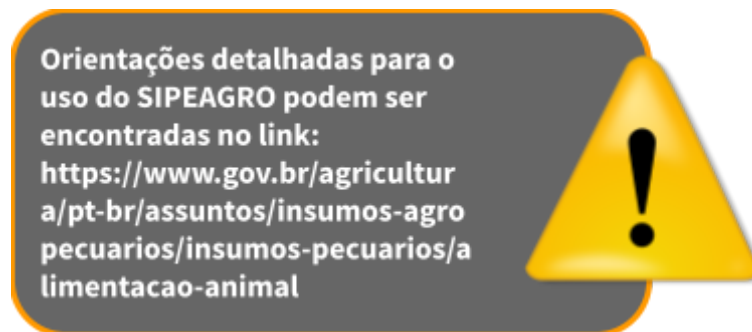 Orientações detalhadas para o
uso do SIPEAGRO podem ser
encontradas no link:
https://www.gov.br/agricultur
a/pt-br/assuntos/insumos-agro
pecuarios/insumos-pecuarios/a
limentacao-animal